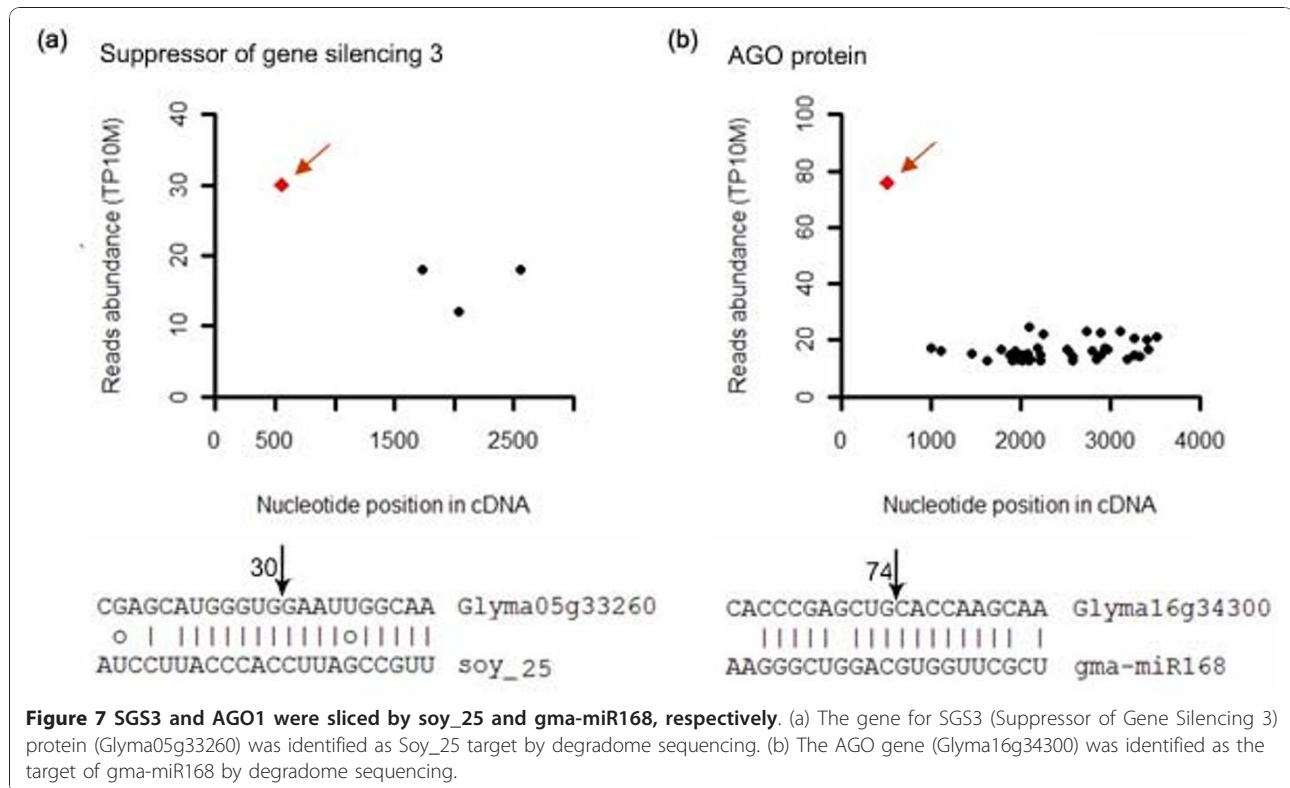 (a) Suppressor of gene silencing 3
Reads abundance (TP10M)
40
30
20
10
0
0 500 1500 2500
Nucleotide position in cDNA
30
CGAGCAUGGGUGGAAUUGGCAA Glyma05g33260
AUCCUUACCCACCUUAGCCGUU soy_25
(b) AGO protein
Reads abundance (TP10M)
100
80
60
40
20
0
0 1000 2000 3000 4000
Nucleotide position in cDNA
74
CACCCGAGCUGCACCAAGCAA Glyma16g34300
AAGGGCUGGACGUGGUUCGCU gma-miR168
Figure 7 SGS3 and AGO1 were sliced by soy_25 and gma-miR168, respectively. (a) The gene for SGS3 (Suppressor of Gene Silencing 3)
protein (Glyma05g33260) was identified as Soy_25 target by degradome sequencing. (b) The AGO gene (Glyma16g34300) was identified as the
target of gma-miR168 by degradome sequencing.